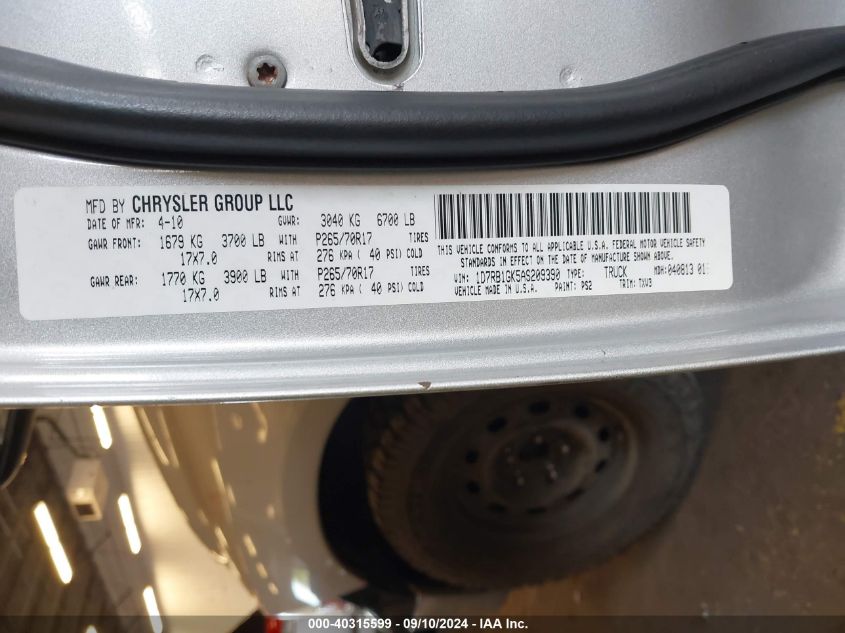 MFD BY CHRYSLER GROUP LLC
DATE OF MFR: 4-10 GVWR: 3040 KG 6700 LB
GAWR FRONT: 1679 KG 3700 LB WITH P265/70R17 TIRES
17X7.0 RIMS AT 276 KPA ( 40 PSI) COLD
GAWR REAR: 1770 KG 3900 LB WITH P265/70R17 TIRES
17X7.0 RIMS AT 276 KPA ( 40 PSI) COLD
THIS VEHICLE CONFORMS TO ALL APPLICABLE U.S.A. FEDERAL MOTOR VEHICLE SAFETY
STANDARDS IN EFFECT ON THE DATE OF MANUFACTURE SHOWN ABOVE.
VIN: 1D7RB1GK5AS209390 TYPE: TRUCK MDH: 040813
VEHICLE MADE IN U.S.A. PAINT: PS2 TRIM: TXV3
000-40315599 - 09/10/2024 - IAA Inc.